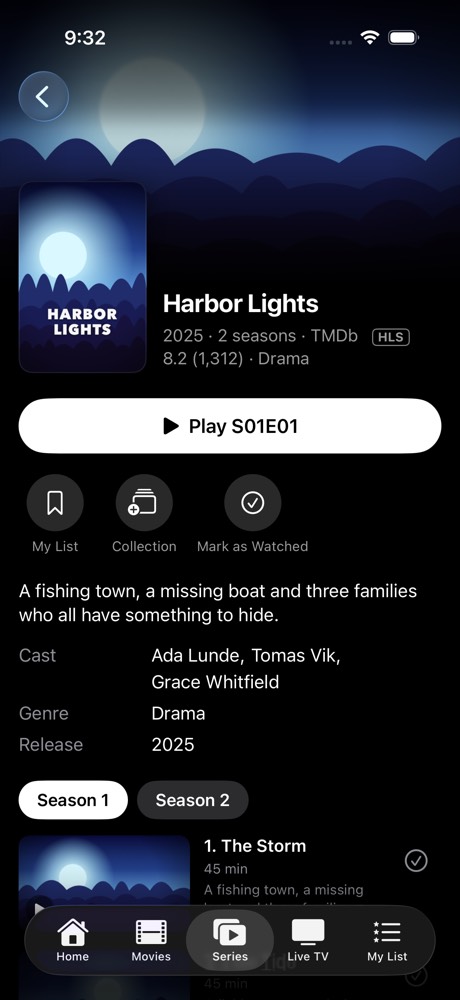 9:32
HARBOR
LIGHTS
Harbor Lights
2025 · 2 seasons · TMDb HLS
8.2 (1,312) · Drama
Play S01E01
My List
Collection
Mark as Watched
A fishing town, a missing boat and three families
who all have something to hide.
Cast
Ada Lunde, Tomas Vik,
Grace Whitfield
Genre
Drama
Release
2025
Season 1
Season 2
1. The Storm
45 min
A fishing town, a missing
Home
Movies
Series
Live TV
My List
45 min